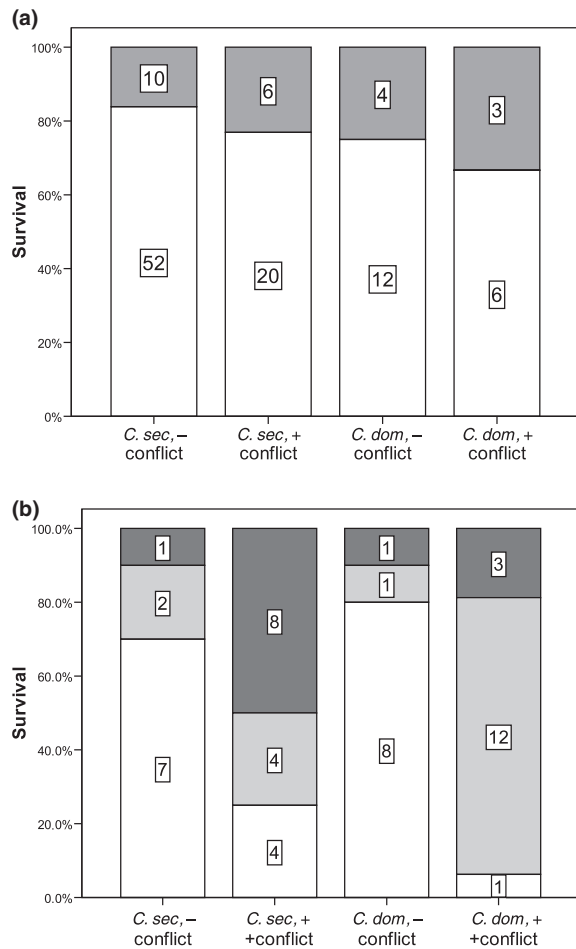 (a)
100%
80%
60%
40%
20%
0%
Survival
10
6
4
3
52
20
12
6
C. sec, – conflict
C. sec, + conflict
C. dom, – conflict
C. dom, + conflict
(b)
100.0%
80.0%
60.0%
40.0%
20.0%
0.0%
Survival
1
2
7
8
4
4
1
1
8
3
12
1
C. sec, – conflict
C. sec, + +conflict
C. dom, – conflict
C. dom, + +conflict